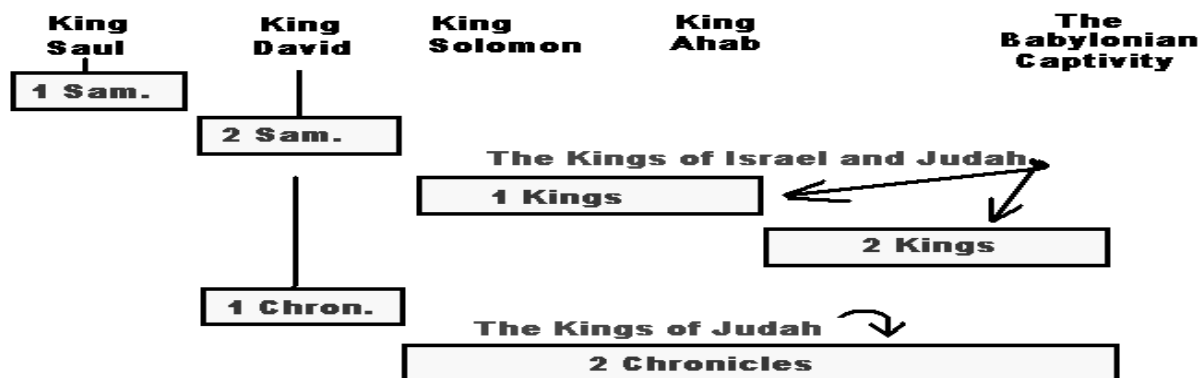 King
Saul
King
David
King
Solomon
King
Ahab
The
Babylonian
Captivity
1 Sam.
2 Sam.
The Kings of Israel and Judah
1 Kings
2 Kings
1 Chron.
The Kings of Judah
2 Chronicles